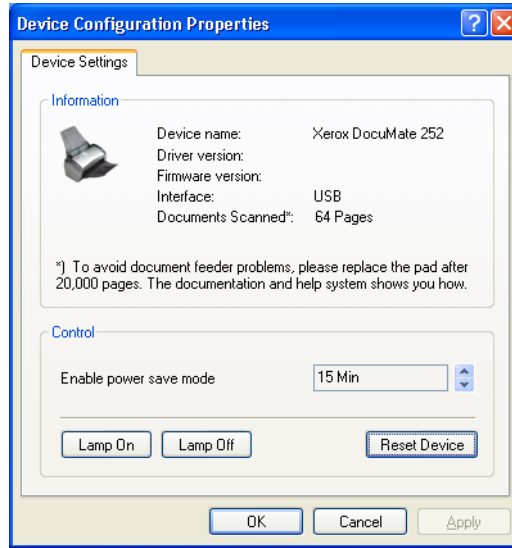 Device Configuration Properties
Device Settings
Information
Device name: Xerox DocuMate 252
Driver version:
Firmware version:
Interface: USB
Documents Scanned*: 64 Pages
*) To avoid document feeder problems, please replace the pad after
20,000 pages. The documentation and help system shows you how.
Control
Enable power save mode 15 Min
Lamp On Lamp Off Reset Device
OK Cancel Apply